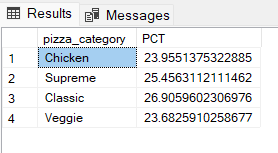 Results Messages
pizza_category PCT
1 Chicken 23.9551375322885
2 Supreme 25.4563112111462
3 Classic 26.9059602306976
4 Veggie 23.6825910258677